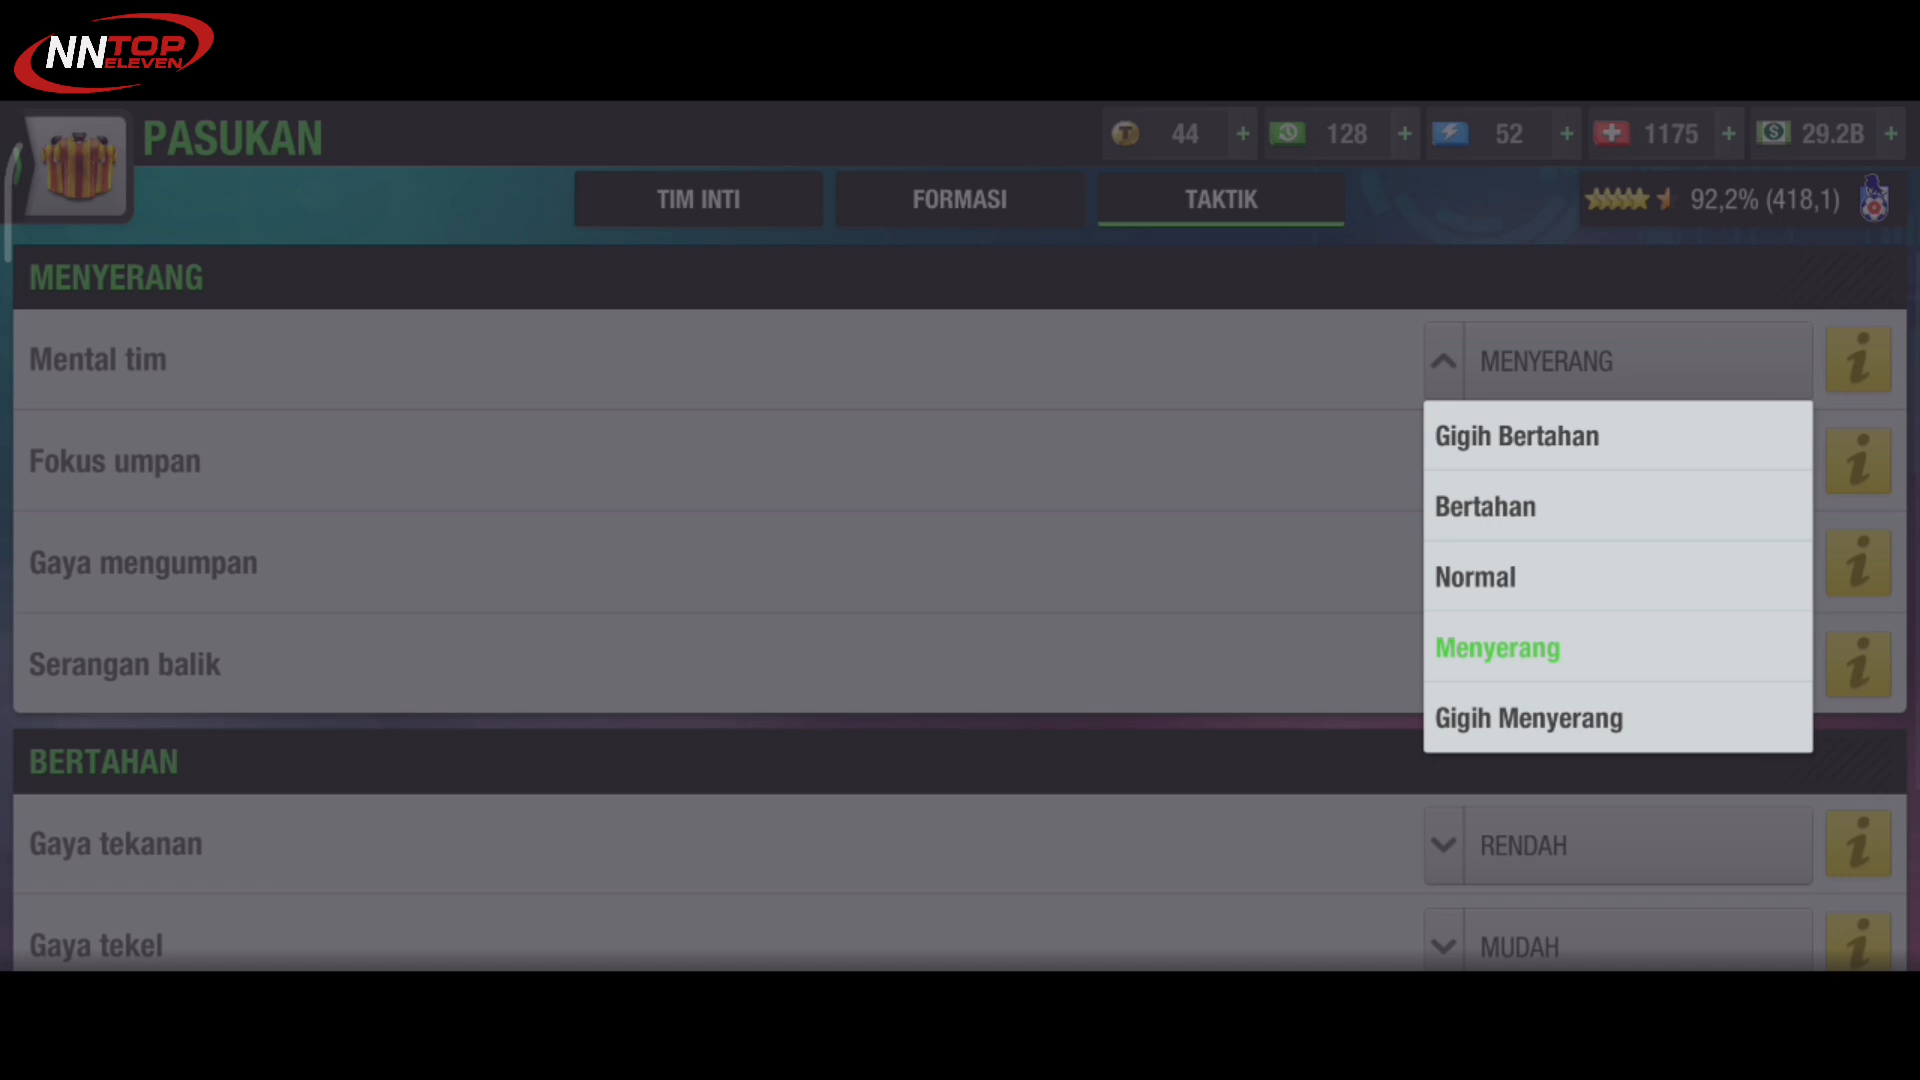 NNTOP
ELEVEN
PASUKAN
44 + 128 + 52 + 1175 + 29.2B +
TIM INTI FORMASI TAKTIK 92,2% (418,1)
MENYERANG
Mental tim MENYERANG
Gigih Bertahan
Fokus umpan
Bertahan
Gaya mengumpan
Normal
Menyerang
Serangan balik
Gigih Menyerang
BERTAHAN
Gaya tekanan RENDAH
Gaya tekel MUDAH